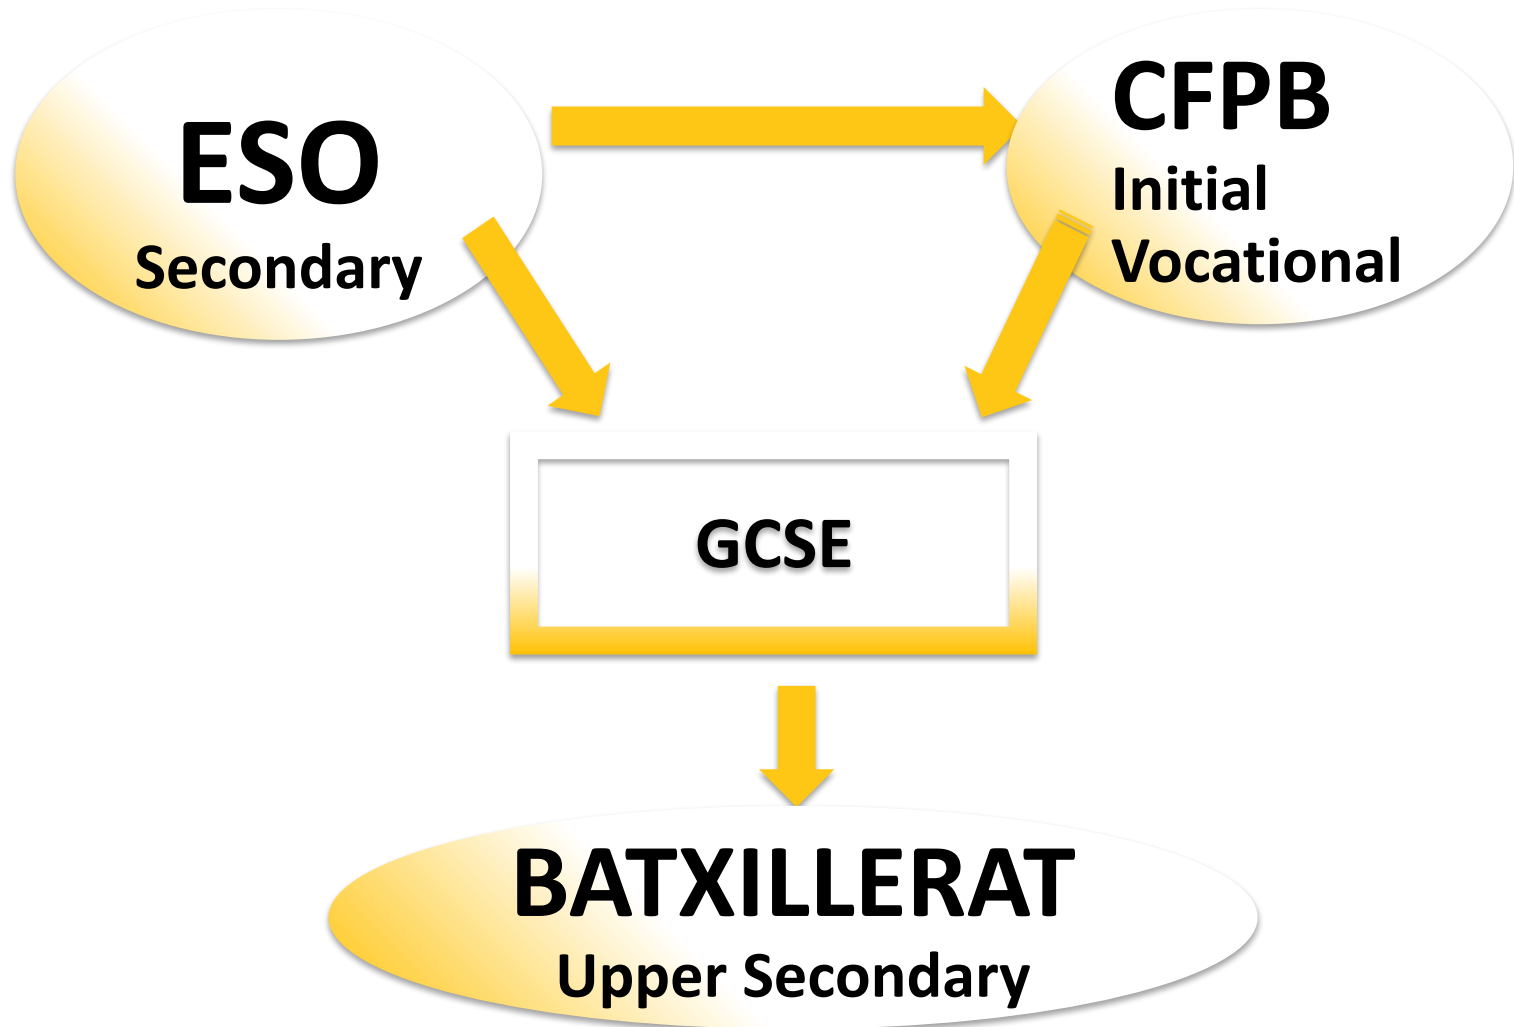 ESO
Secondary
CFPB
Initial
Vocational
GCSE
BATXILLERAT
Upper Secondary